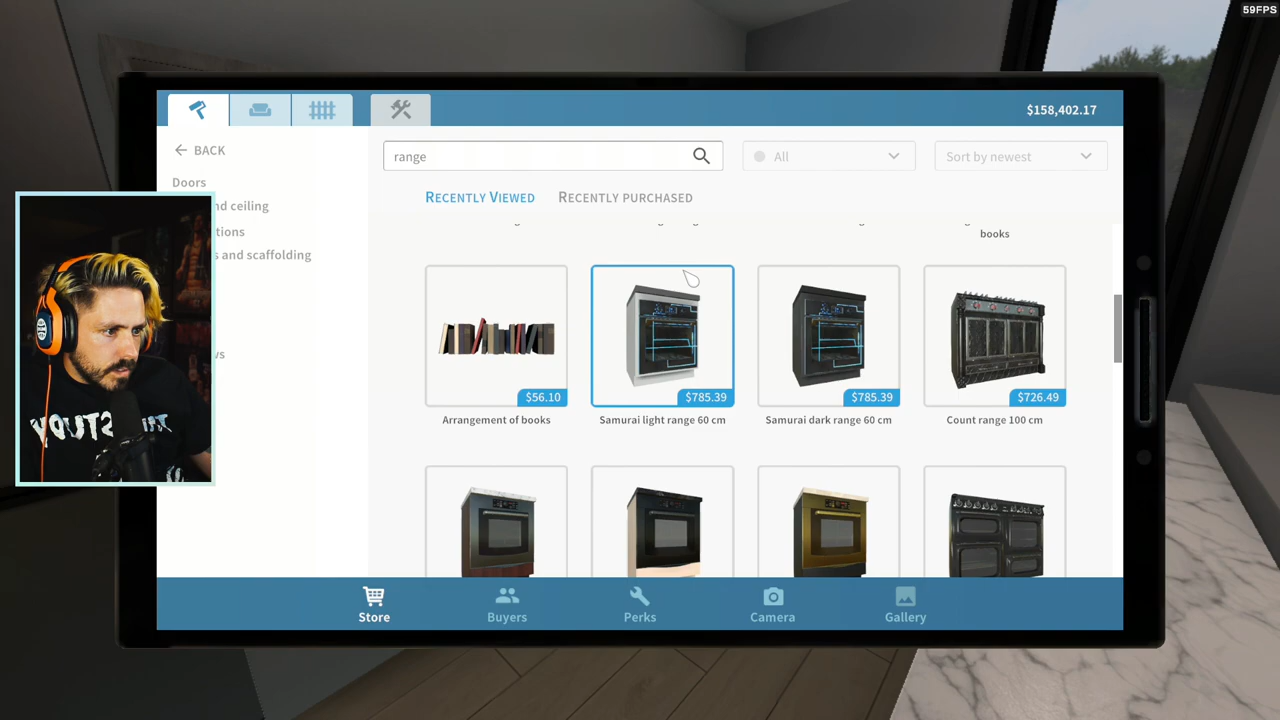 59FPS
$158,402.17
BACK
range
All
Sort by newest
Doors
RECENTLY VIEWED
RECENTLY PURCHASED
nd ceiling
tions
s and scaffolding
books
$56.10
$785.39
$785.39
$726.49
Arrangement of books
Samurai light range 60 cm
Samurai dark range 60 cm
Count range 100 cm
Store
Buyers
Perks
Camera
Gallery